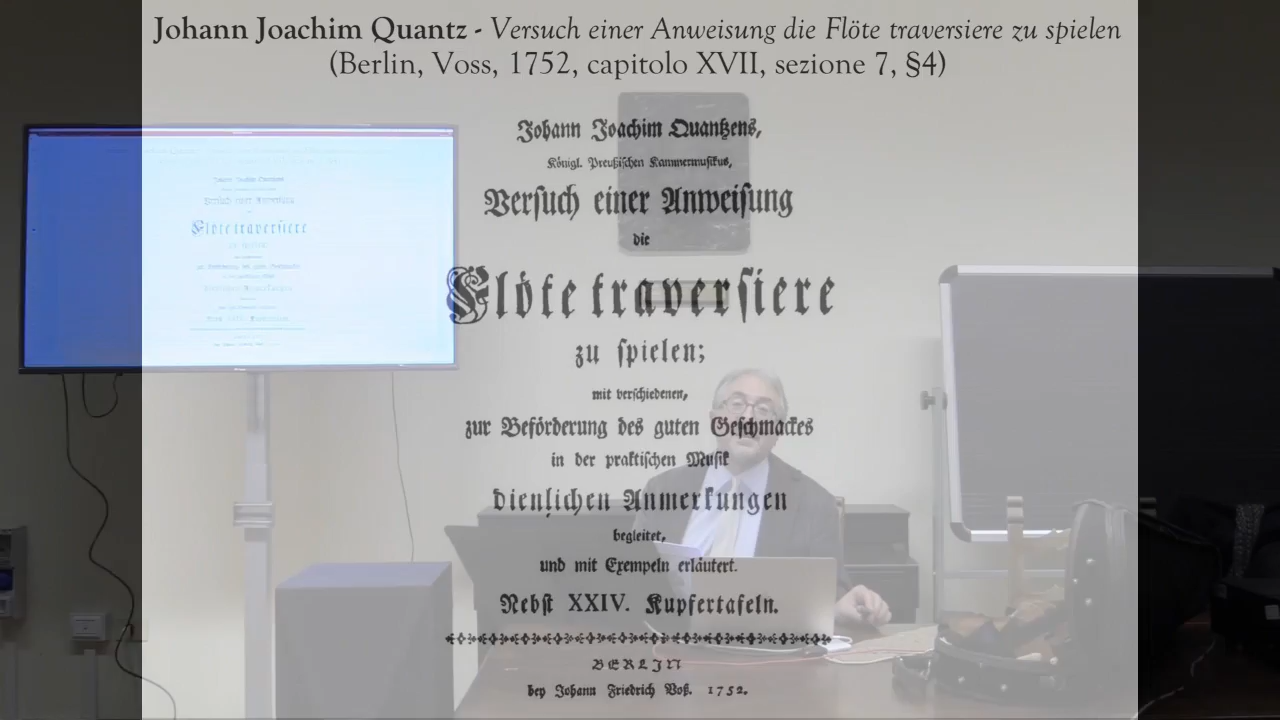 Johann Joachim Quantz - Versuch einer Anweisung die Flöte traversiere zu spielen
(Berlin, Voss, 1752, capitolo XVII, sezione 7, §4)
Johann Joachim Quantzens,
Königl. Preußischen Kammermusikus,
Versuch einer Anweisung
die
Flöte traversiere
zu spielen;
mit verschiedenen,
zur Beförderung des guten Geschmackes
in der praktischen Musik
dienlichen Anmerkungen
begleitet,
und mit Exempeln erläutert.
Nebst XXIV. Kupfertafeln.
BERLIN
bey Johann Friedrich Voß. 1752.